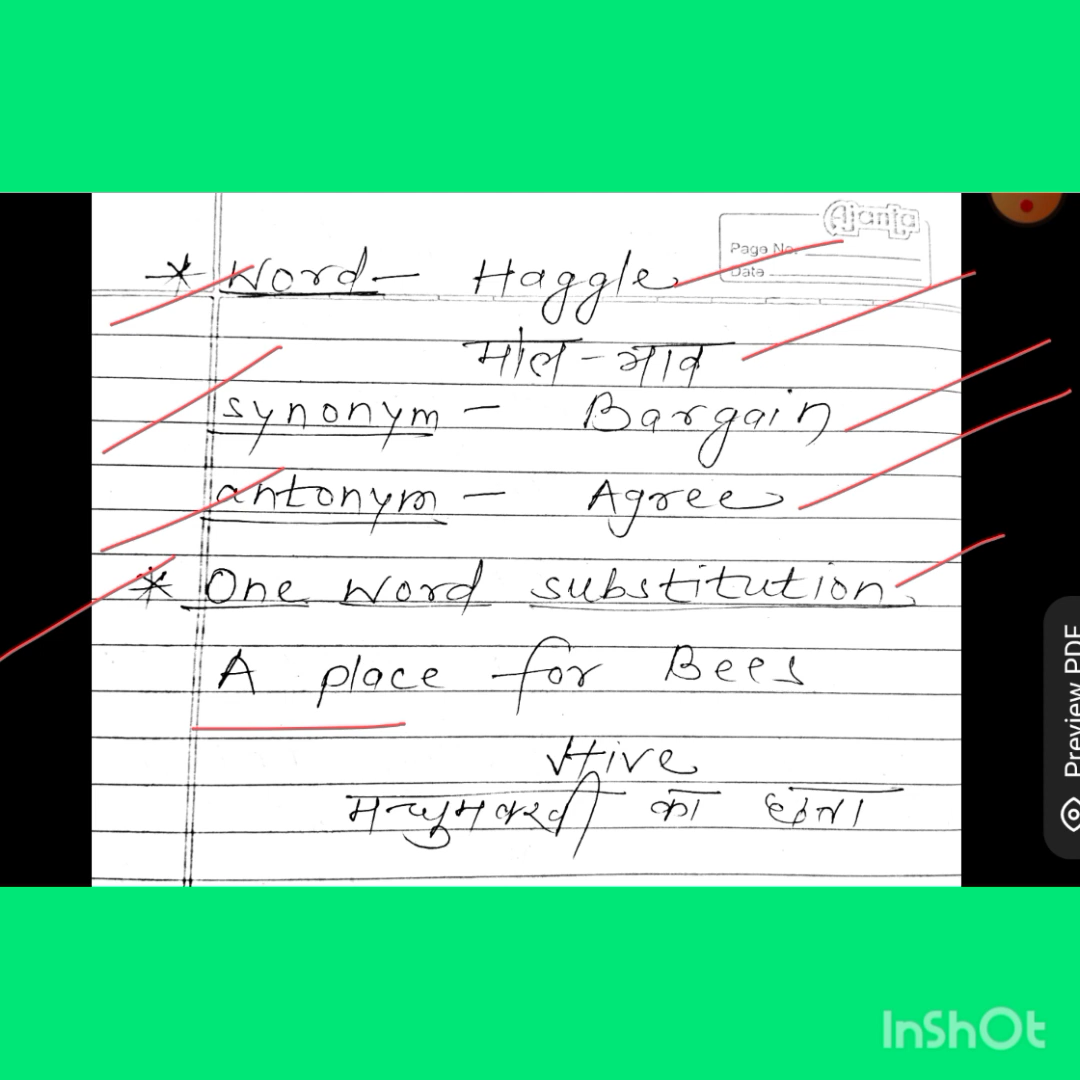 Ajanta
Page No.
Date
* Word - Haggle
मोल-भाव
synonym - Bargain
antonym - Agree
* One word substitution
A place for Bees
Hive
मधुमक्खी का छत्ता
Preview PDF
InShOt